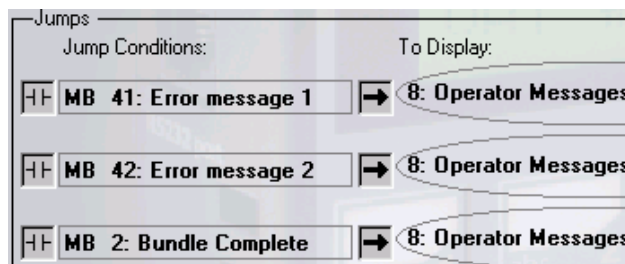 Jumps
Jump Conditions: To Display:
MB 41: Error message 1 8: Operator Messages
MB 42: Error message 2 8: Operator Messages
MB 2: Bundle Complete 8: Operator Messages